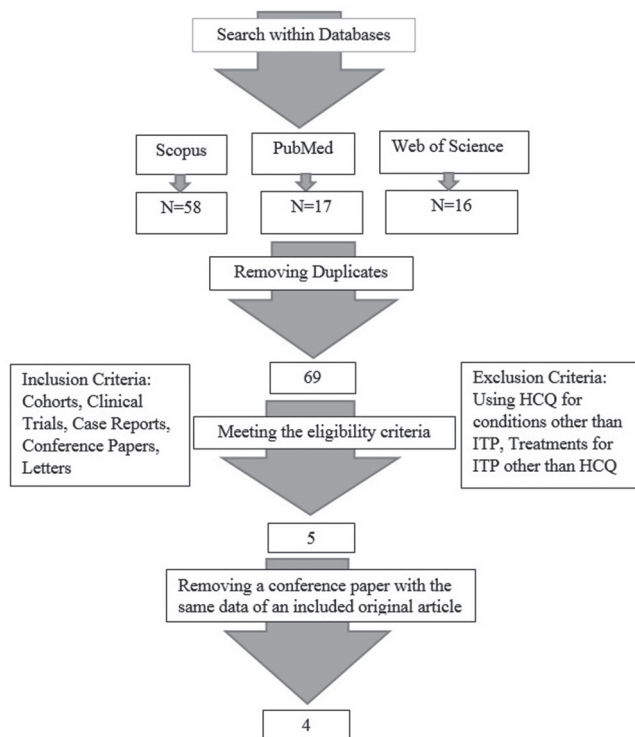 Search within Databases
Scopus
PubMed
Web of Science
N=58
N=17
N=16
Removing Duplicates
69
Inclusion Criteria:
Cohorts, Clinical
Trials, Case Reports,
Conference Papers,
Letters
Meeting the eligibility criteria
Exclusion Criteria:
Using HCQ for
conditions other than
ITP, Treatments for
ITP other than HCQ
5
Removing a conference paper with the
same data of an included original article
4